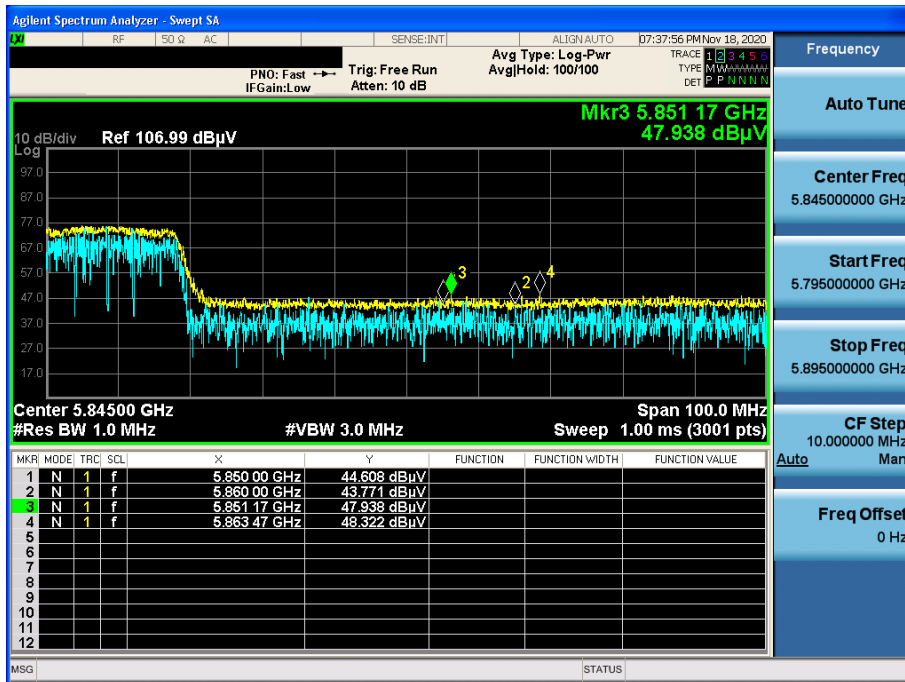 Agilent Spectrum Analyzer - Swept SA
LXI RF 50 Ω AC SENSE:INT ALIGN AUTO 07:37:56 PM Nov 18, 2020
PNO: Fast Trig: Free Run Avg Type: Log-Pwr TRACE 1 2 3 4 5 6
IFGain:Low Atten: 10 dB Avg|Hold: 100/100 TYPE M W W W W W
DET P P N N N N
Mkr3 5.851 17 GHz
47.938 dBµV
10 dB/div Ref 106.99 dBµV
Log
97.0
87.0
77.0
67.0
57.0
47.0
37.0
27.0
17.0
3
2
4
Center 5.84500 GHz Span 100.0 MHz
#Res BW 1.0 MHz #VBW 3.0 MHz Sweep 1.00 ms (3001 pts)
MKR MODE TRC SCL X Y FUNCTION FUNCTION WIDTH FUNCTION VALUE
1 N 1 f 5.850 00 GHz 44.608 dBµV
2 N 1 f 5.860 00 GHz 43.771 dBµV
3 N 1 f 5.851 17 GHz 47.938 dBµV
4 N 1 f 5.863 47 GHz 48.322 dBµV
5
6
7
8
9
10
11
12
MSG STATUS
Frequency
Auto Tune
Center Freq
5.845000000 GHz
Start Freq
5.795000000 GHz
Stop Freq
5.895000000 GHz
CF Step
10.000000 MHz
Auto Man
Freq Offset
0 Hz